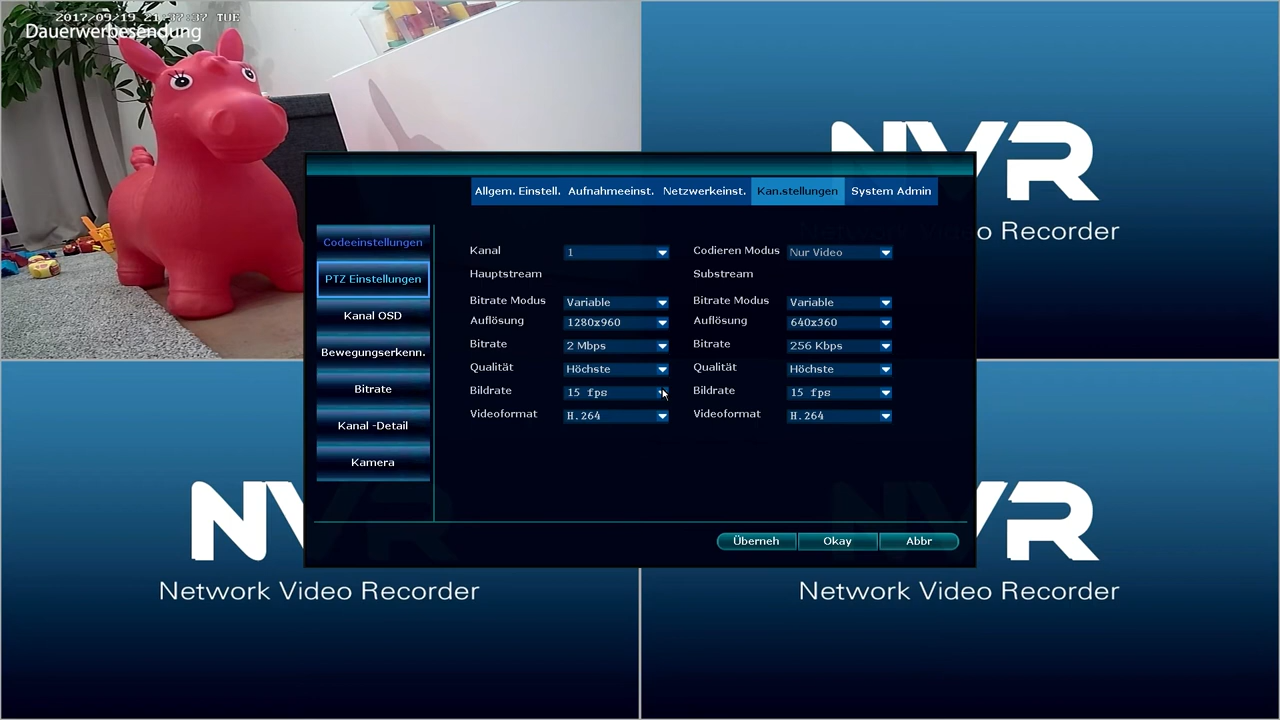 2017/09/19 21:37:37 TUE
Dauerwerbesendung
NVR
Network Video Recorder
Allgem. Einstell. Aufnahmeeinst. Netzwerkeinst. Kan.stellungen System Admin
Codeeinstellungen
PTZ Einstellungen
Kanal OSD
Bewegungserkenn.
Bitrate
Kanal -Detail
Kamera
Kanal 1 Codieren Modus Nur Video
Hauptstream Substream
Bitrate Modus Variable Bitrate Modus Variable
Auflösung 1280x960 Auflösung 640x360
Bitrate 2 Mbps Bitrate 256 Kbps
Qualität Höchste Qualität Höchste
Bildrate 15 fps Bildrate 15 fps
Videoformat H.264 Videoformat H.264
Überneh Okay Abbr
NVR
Network Video Recorder
NVR
Network Video Recorder